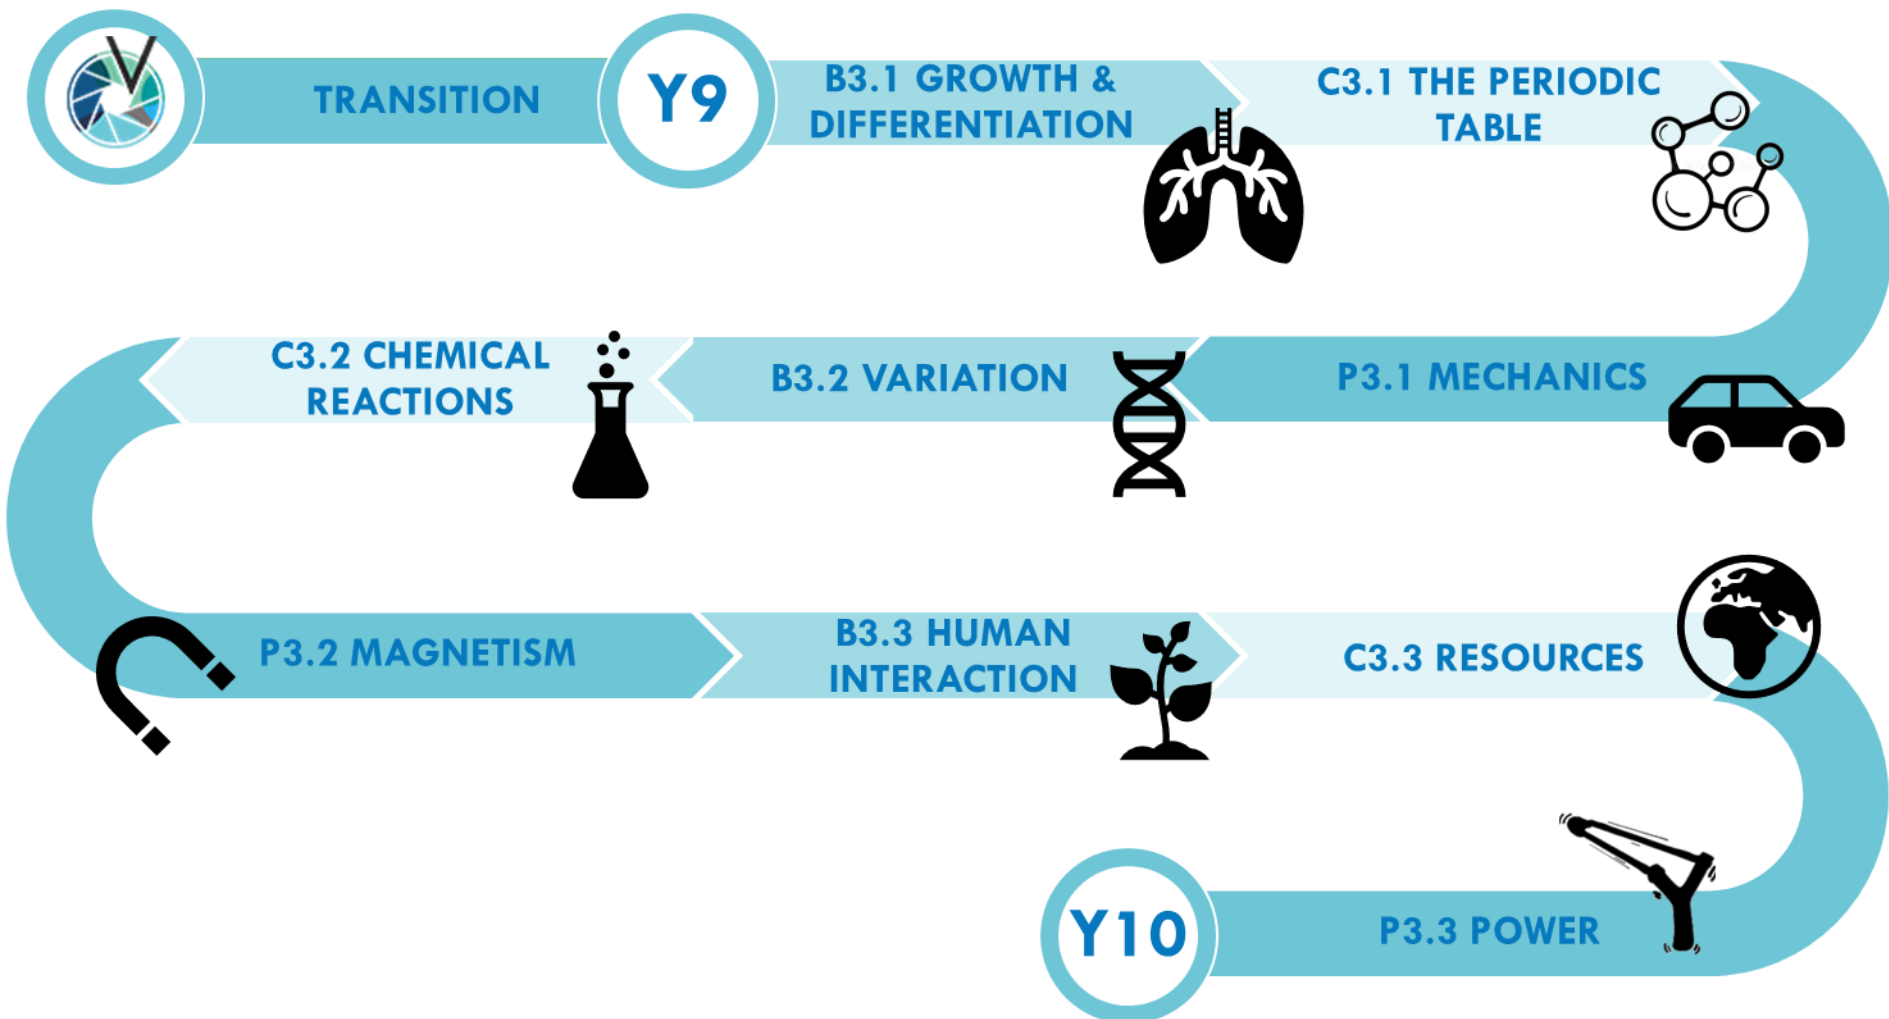 TRANSITION
Y9
B3.1 GROWTH &
DIFFERENTIATION
C3.1 THE PERIODIC
TABLE
P3.1 MECHANICS
B3.2 VARIATION
C3.2 CHEMICAL
REACTIONS
P3.2 MAGNETISM
B3.3 HUMAN
INTERACTION
C3.3 RESOURCES
P3.3 POWER
Y10